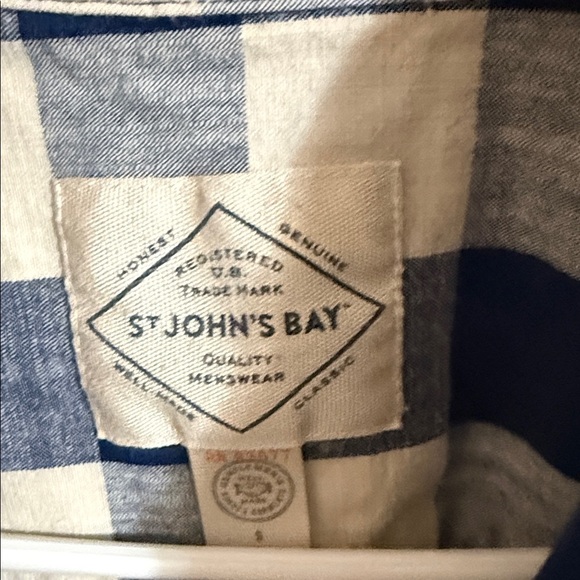 HONEST
GENUINE
REGISTERED
U.S.
TRADE MARK
ST JOHN'S BAY
QUALITY
MENSWEAR
WELL-MADE
CLASSIC